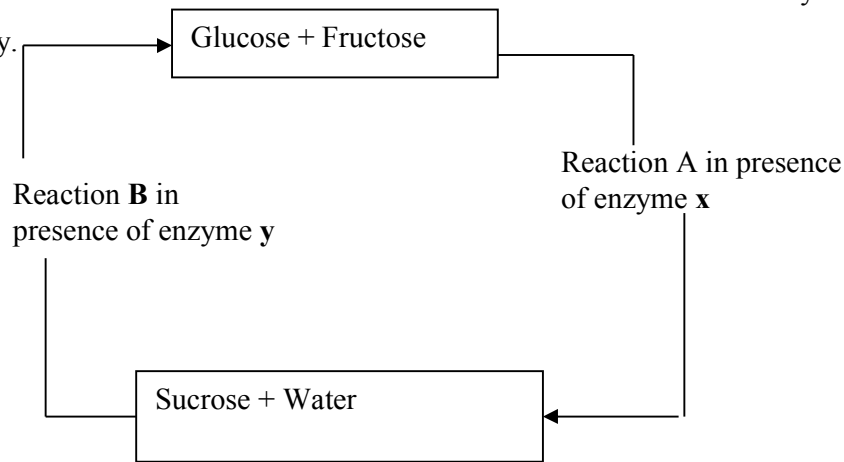 y.
Glucose + Fructose
Reaction A in presence
of enzyme x
Reaction B in
presence of enzyme y
Sucrose + Water